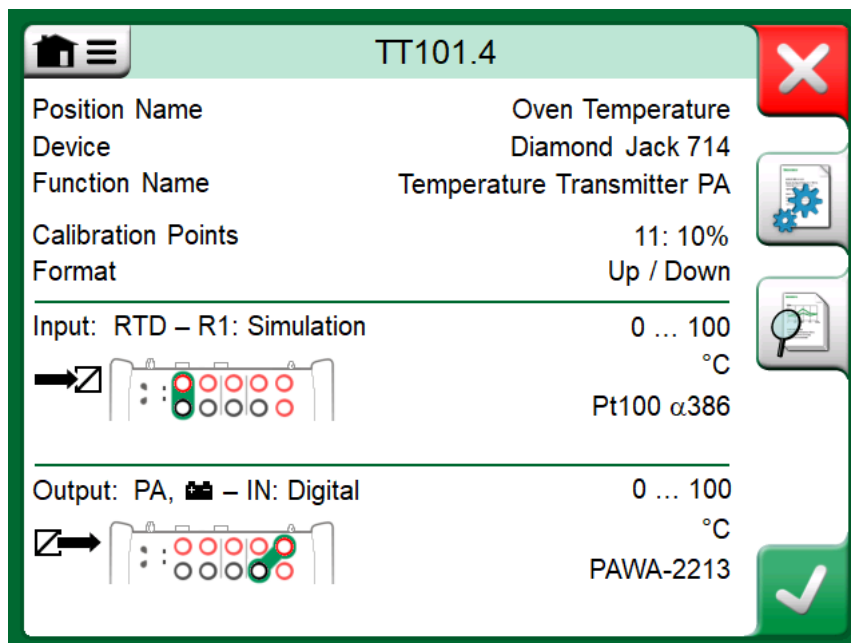 TT101.4
Position Name Oven Temperature
Device Diamond Jack 714
Function Name Temperature Transmitter PA
Calibration Points 11: 10%
Format Up / Down
Input: RTD – R1: Simulation 0 ... 100
°C
Pt100 α386
Output: PA, – IN: Digital 0 ... 100
°C
PAWA-2213